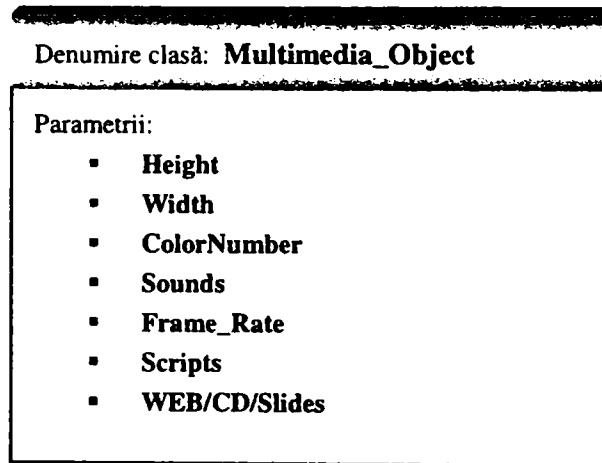 Denumire clasă: Multimedia_Object
Parametrii:
▪ Height
▪ Width
▪ ColorNumber
▪ Sounds
▪ Frame_Rate
▪ Scripts
▪ WEB/CD/Slides